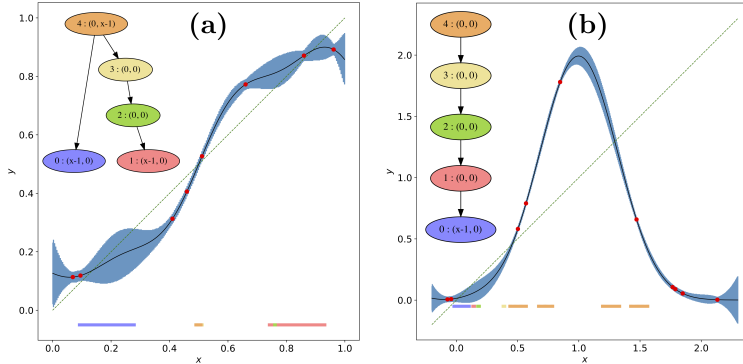 (a)
4 : (0, x-1)
3 : (0, 0)
2 : (0, 0)
0 : (x-1, 0)
1 : (x-1, 0)
1.0
0.8
0.6
0.4
0.2
0.0
y
0.0 0.2 0.4 0.6 0.8 1.0
x
(b)
4 : (0, 0)
3 : (0, 0)
2 : (0, 0)
1 : (0, 0)
0 : (x-1, 0)
2.0
1.5
1.0
0.5
0.0
y
0.0 0.5 1.0 1.5 2.0
x